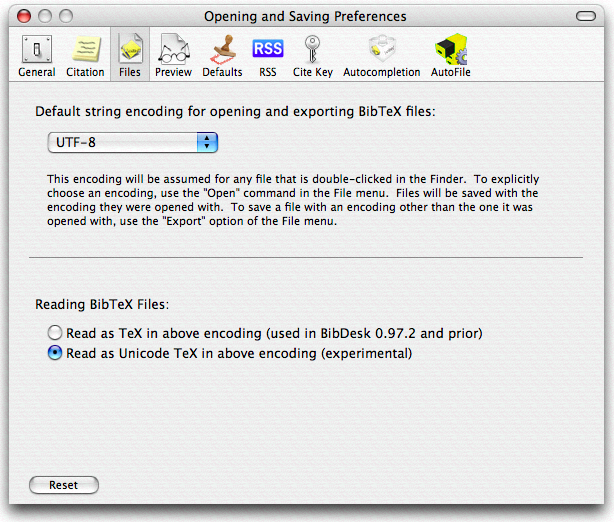 Opening and Saving Preferences
RSS
General Citation Files Preview Defaults RSS Cite Key Autocompletion AutoFile
Default string encoding for opening and exporting BibTeX files:
UTF-8
This encoding will be assumed for any file that is double-clicked in the Finder. To explicitly
choose an encoding, use the "Open" command in the File menu. Files will be saved with the
encoding they were opened with. To save a file with an encoding other than the one it was
opened with, use the "Export" option of the File menu.
Reading BibTeX Files:
Read as TeX in above encoding (used in BibDesk 0.97.2 and prior)
Read as Unicode TeX in above encoding (experimental)
Reset